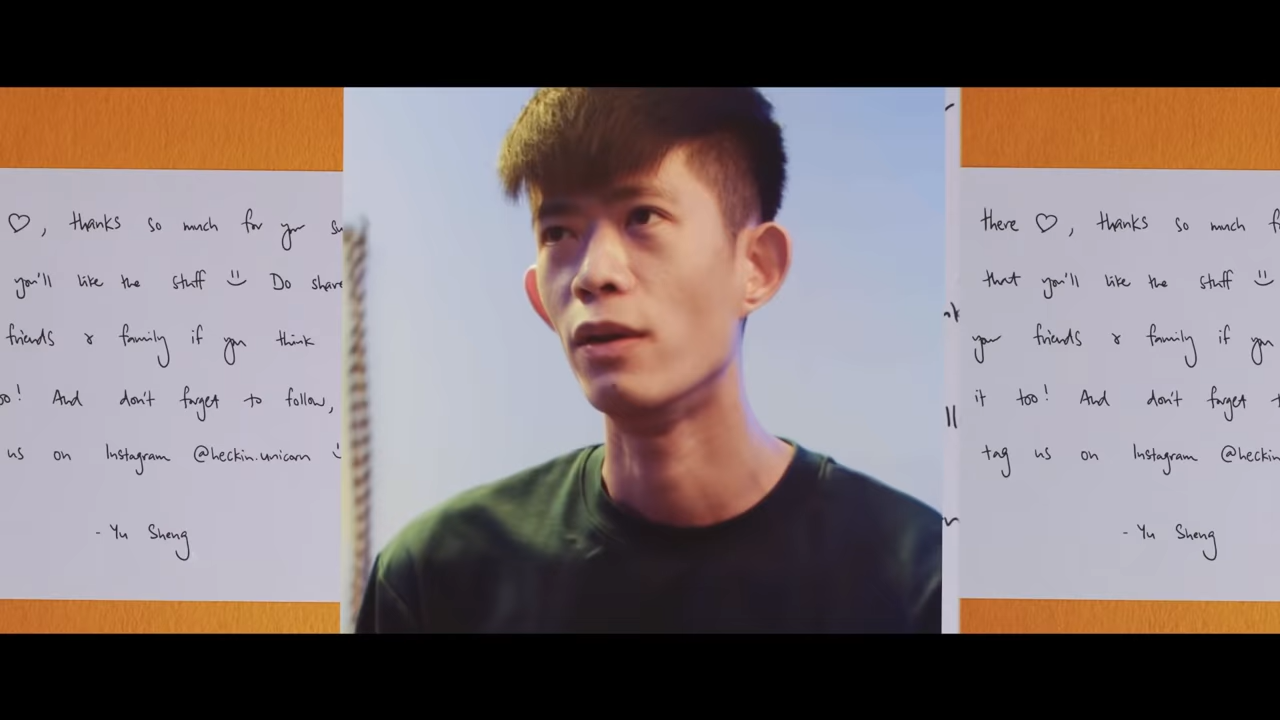 ♡, thanks so much for your
you'll like the stuff :) Do share
friends & family if you think
too! And don't forget to follow,
us on Instagram @heckin.unicorn :)
- Yu Sheng
there ♡, thanks so much
that you'll like the stuff :)
your friends & family if you
it too! And don't forget
tag us on Instagram @heckin
- Yu Sheng